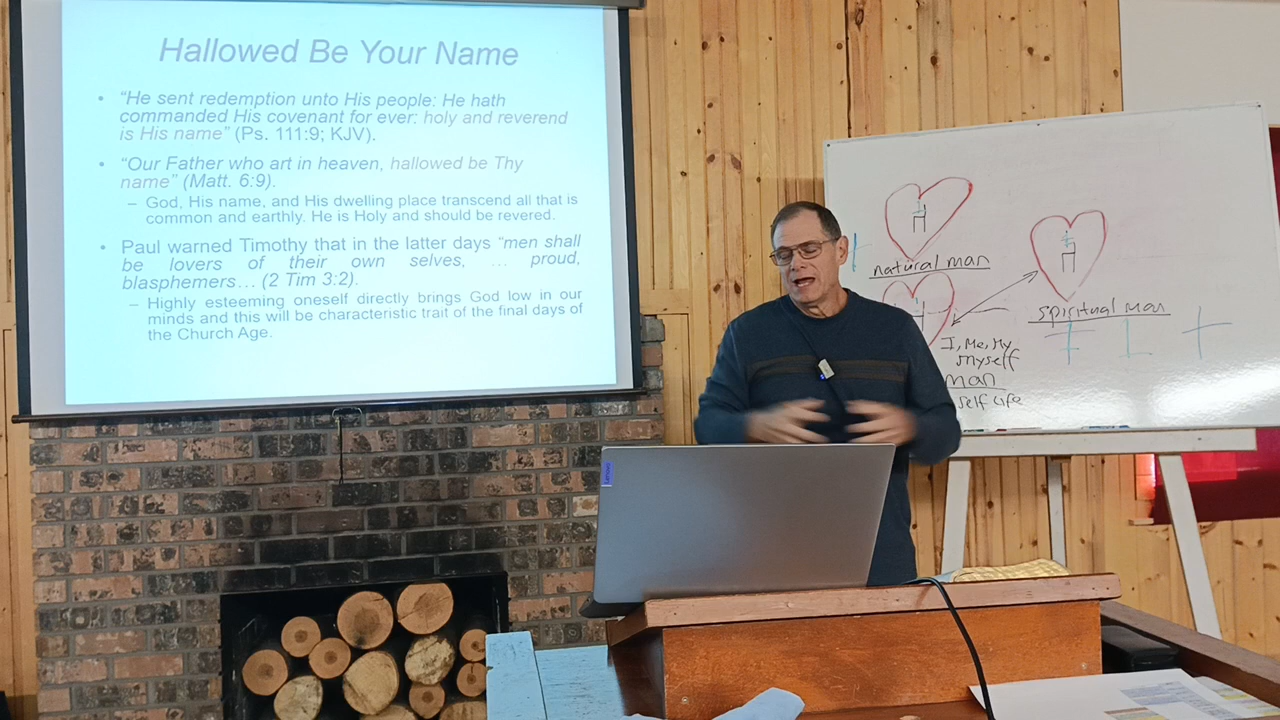 Hallowed Be Your Name
• “He sent redemption unto His people: He hath
commanded His covenant for ever: holy and reverend
is His name” (Ps. 111:9; KJV).
• “Our Father who art in heaven, hallowed be Thy
name” (Matt. 6:9).
– God, His name, and His dwelling place transcend all that is
common and earthly. He is Holy and should be revered.
• Paul warned Timothy that in the latter days “men shall
be lovers of their own selves, … proud,
blasphemers… (2 Tim 3:2).
– Highly esteeming oneself directly brings God low in our
minds and this will be characteristic trait of the final days of
the Church Age.
natural man
spiritual man
I, Me, My
Myself
man
self life
Lenovo